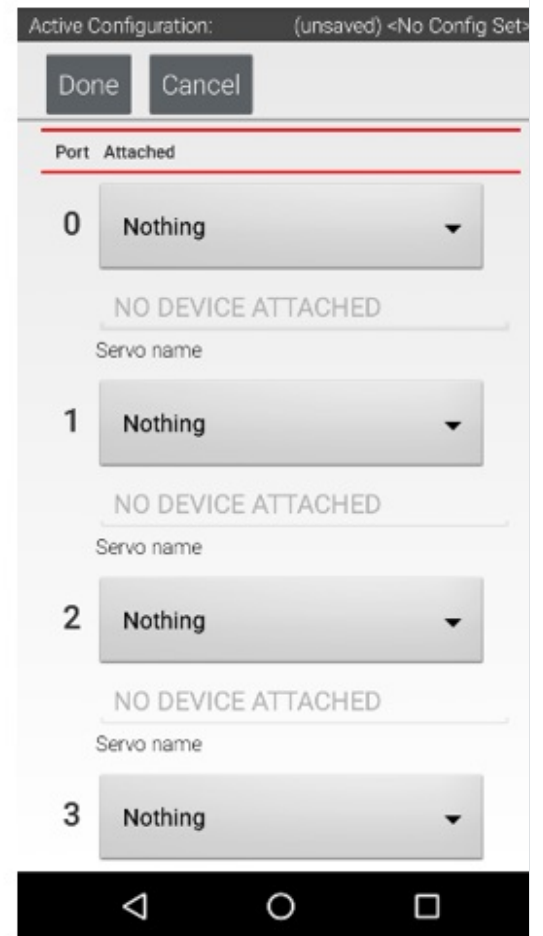 Active Configuration: (unsaved) <No Config Set>
Done Cancel
Port Attached
0 Nothing
NO DEVICE ATTACHED
Servo name
1 Nothing
NO DEVICE ATTACHED
Servo name
2 Nothing
NO DEVICE ATTACHED
Servo name
3 Nothing